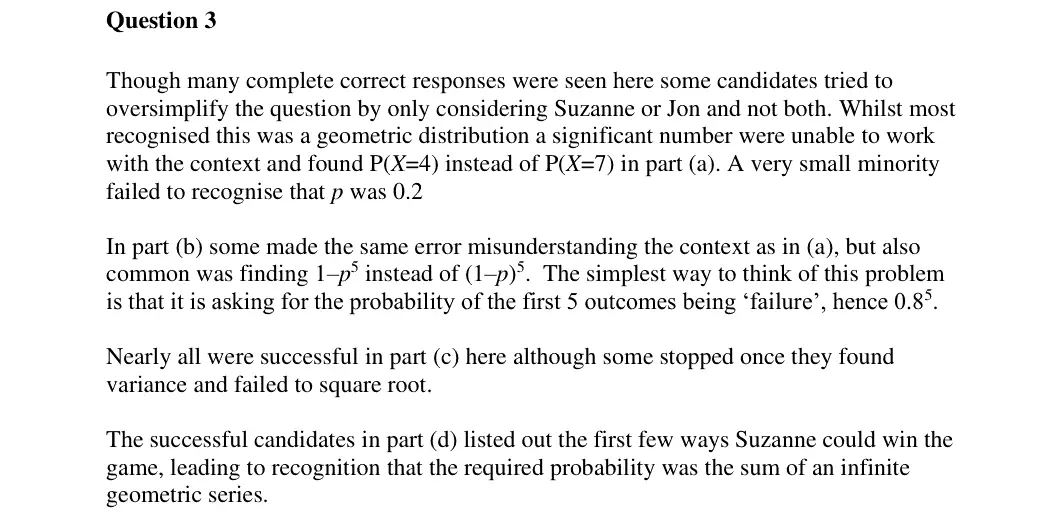 Question 3
Though many complete correct responses were seen here some candidates tried to
oversimplify the question by only considering Suzanne or Jon and not both. Whilst most
recognised this was a geometric distribution a significant number were unable to work
with the context and found P(X=4) instead of P(X=7) in part (a). A very small minority
failed to recognise that p was 0.2
In part (b) some made the same error misunderstanding the context as in (a), but also
common was finding 1–p⁵ instead of (1–p)⁵. The simplest way to think of this problem
is that it is asking for the probability of the first 5 outcomes being ‘failure’, hence 0.8⁵.
Nearly all were successful in part (c) here although some stopped once they found
variance and failed to square root.
The successful candidates in part (d) listed out the first few ways Suzanne could win the
game, leading to recognition that the required probability was the sum of an infinite
geometric series.